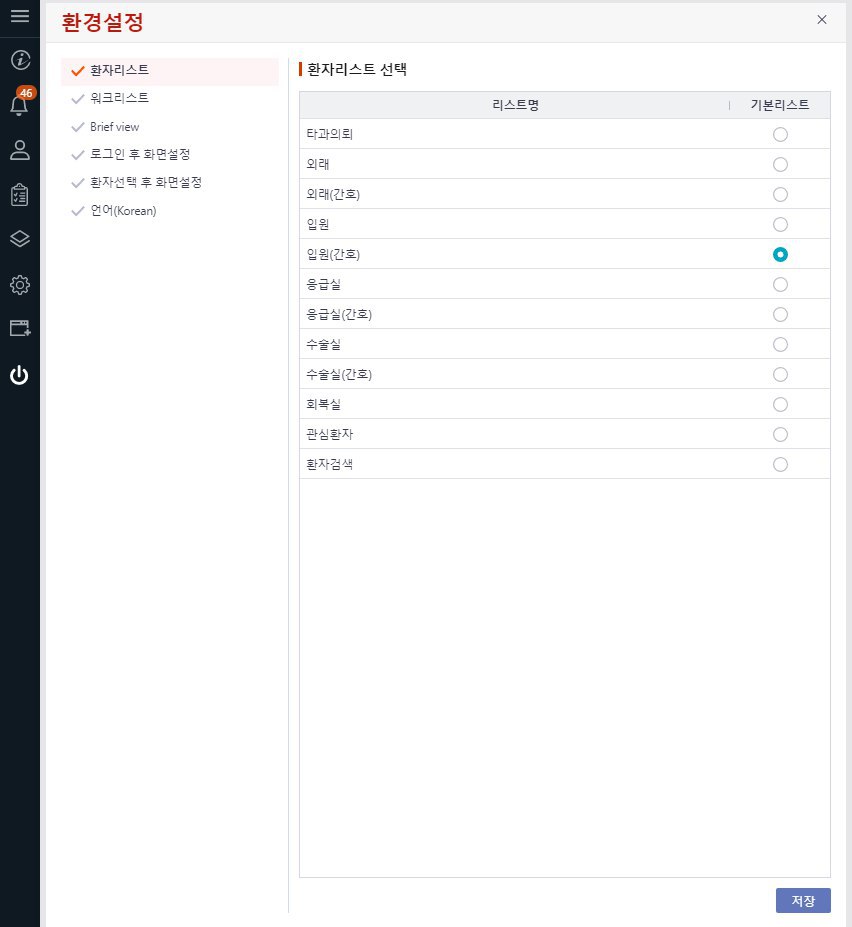 환경설정
46
환자리스트
워크리스트
Brief view
로그인 후 화면설정
환자선택 후 화면설정
언어(Korean)
환자리스트 선택
리스트명 기본리스트
타과의뢰
외래
외래(간호)
입원
입원(간호)
응급실
응급실(간호)
수술실
수술실(간호)
회복실
관심환자
환자검색
저장